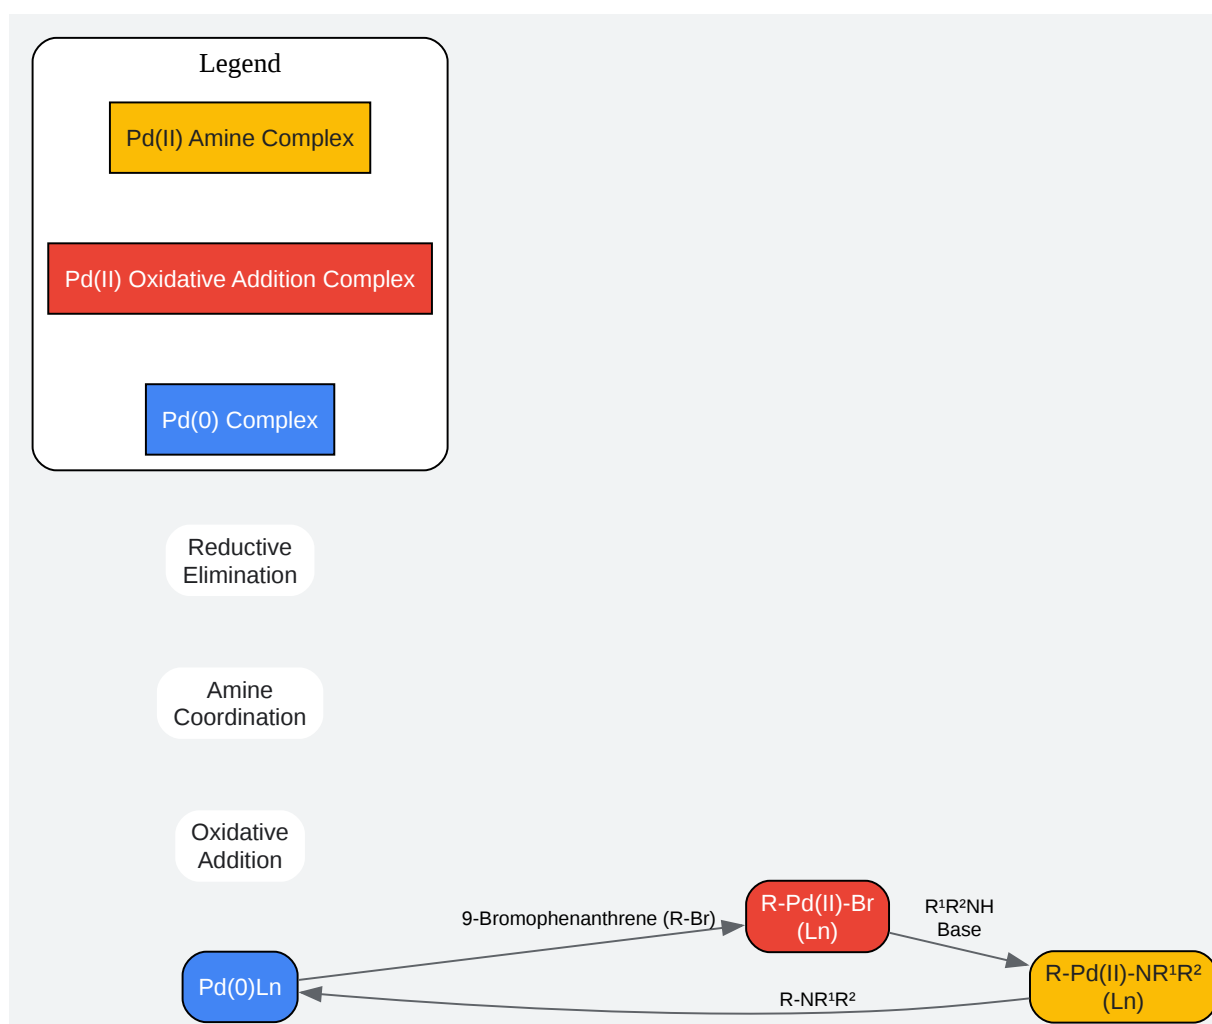 Legend
Pd(II) Amine Complex
Pd(II) Oxidative Addition Complex
Pd(0) Complex
Reductive
Elimination
Amine
Coordination
Oxidative
Addition
9-Bromophenanthrene (R-Br)
R-Pd(II)-Br
(Ln)
R¹R²NH
Base
Pd(0)Ln
R-NR¹R²
R-Pd(II)-NR¹R²
(Ln)